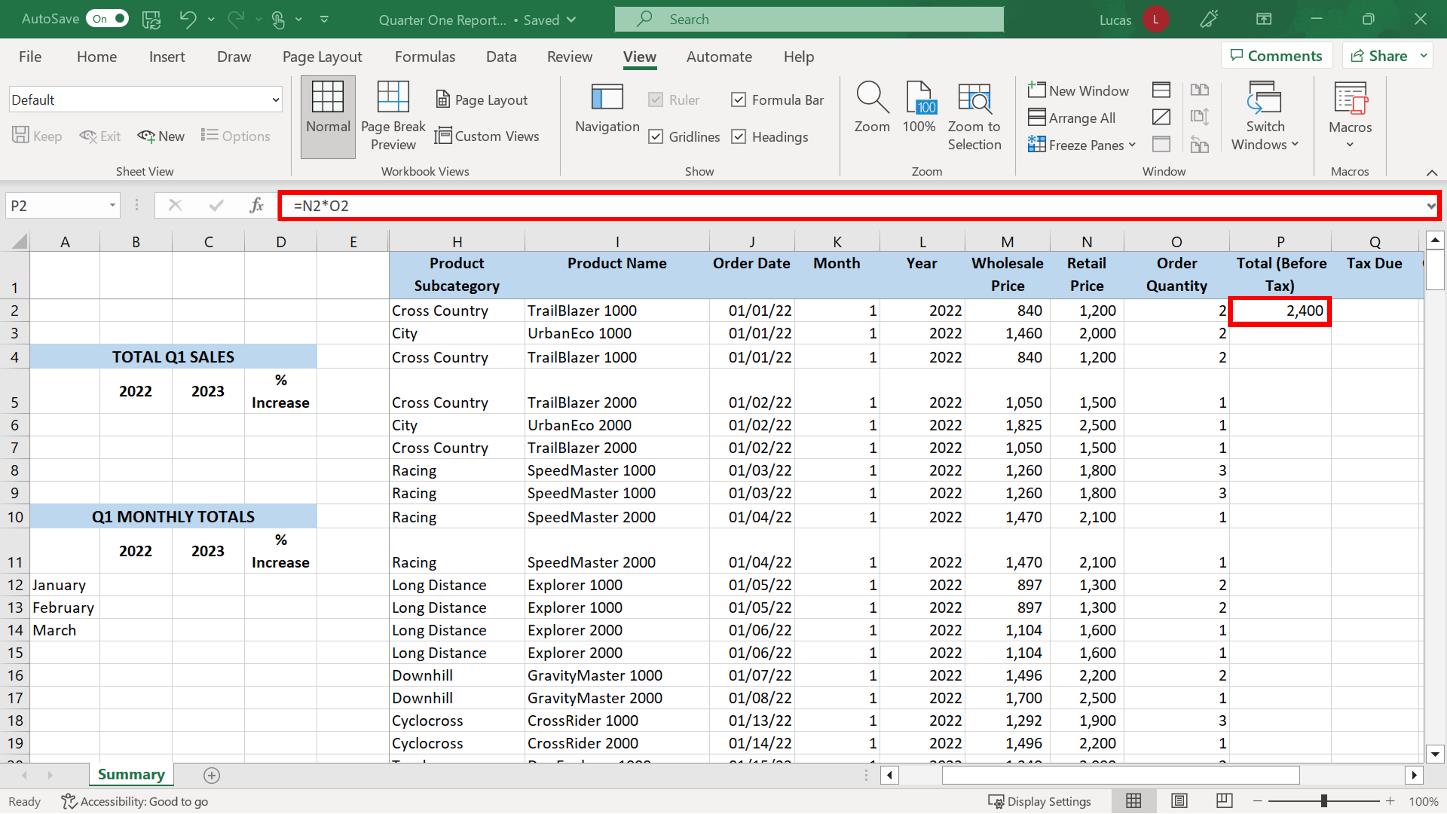 AutoSave On Quarter One Report... • Saved Search Lucas L
File Home Insert Draw Page Layout Formulas Data Review View Automate Help Comments Share
Default
Keep Exit New Options
Sheet View
Normal
Page Break
Preview
Page Layout
Custom Views
Workbook Views
Navigation
Ruler Formula Bar
Gridlines Headings
Show
Zoom
100
100%
Zoom to
Selection
Zoom
New Window
Arrange All
Freeze Panes
Switch
Windows
Window
Macros
Macros
P2 fx =N2*O2
A B C D E H I J K L M N O P Q
1 Product Subcategory Product Name Order Date Month Year Wholesale Price Retail Price Order Quantity Total (Before Tax) Tax Due
2 Cross Country TrailBlazer 1000 01/01/22 1 2022 840 1,200 2 2,400
3 City UrbanEco 1000 01/01/22 1 2022 1,460 2,000 2
4 TOTAL Q1 SALES Cross Country TrailBlazer 1000 01/01/22 1 2022 840 1,200 2
5 2022 2023 % Increase Cross Country TrailBlazer 2000 01/02/22 1 2022 1,050 1,500 1
6 City UrbanEco 2000 01/02/22 1 2022 1,825 2,500 1
7 Cross Country TrailBlazer 2000 01/02/22 1 2022 1,050 1,500 1
8 Racing SpeedMaster 1000 01/03/22 1 2022 1,260 1,800 3
9 Racing SpeedMaster 1000 01/03/22 1 2022 1,260 1,800 3
10 Q1 MONTHLY TOTALS Racing SpeedMaster 2000 01/04/22 1 2022 1,470 2,100 1
11 2022 2023 % Increase Racing SpeedMaster 2000 01/04/22 1 2022 1,470 2,100 1
12 January Long Distance Explorer 1000 01/05/22 1 2022 897 1,300 2
13 February Long Distance Explorer 1000 01/05/22 1 2022 897 1,300 2
14 March Long Distance Explorer 2000 01/06/22 1 2022 1,104 1,600 1
15 Long Distance Explorer 2000 01/06/22 1 2022 1,104 1,600 1
16 Downhill GravityMaster 1000 01/07/22 1 2022 1,496 2,200 2
17 Downhill GravityMaster 2000 01/08/22 1 2022 1,700 2,500 1
18 Cyclocross CrossRider 1000 01/13/22 1 2022 1,292 1,900 3
19 Cyclocross CrossRider 2000 01/14/22 1 2022 1,496 2,200 1
Summary
Ready Accessibility: Good to go Display Settings 100%